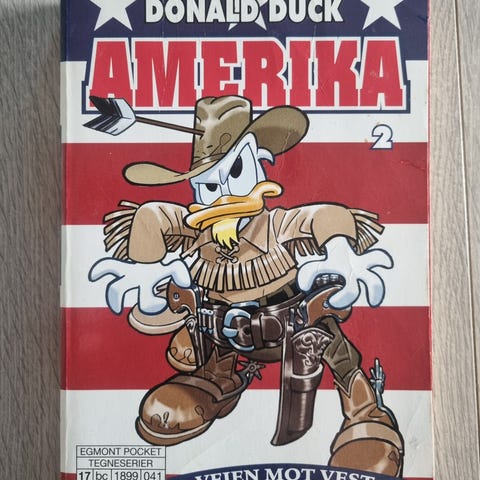 DONALD DUCK
AMERIKA
2
EGMONT POCKET
TEGNESERIER
17 bc 1899 041
VEIEN MOT VEST